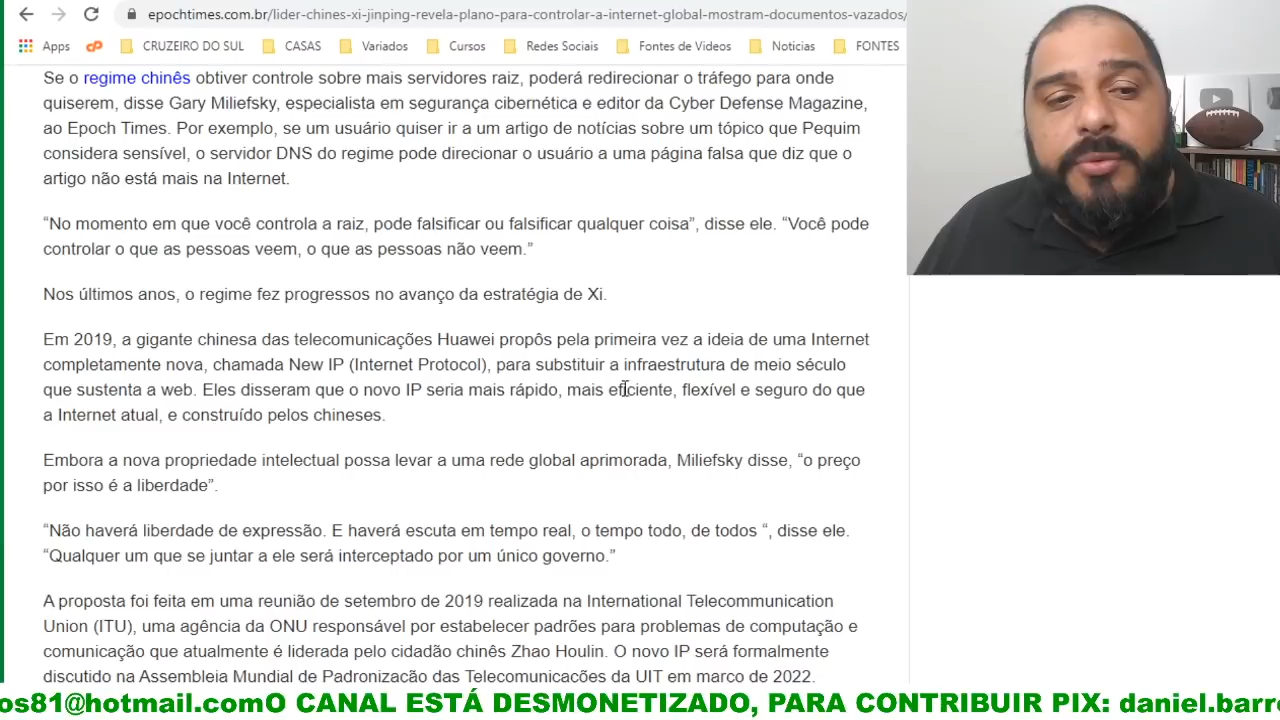 epochtimes.com.br/lider-chines-xi-jinping-revela-plano-para-controlar-a-internet-global-mostram-documentos-vazados/
Apps CRUZEIRO DO SUL CASAS Variados Cursos Redes Sociais Fontes de Videos Noticias FONTES
Se o regime chinês obtiver controle sobre mais servidores raiz, poderá redirecionar o tráfego para onde
quiserem, disse Gary Miliefsky, especialista em segurança cibernética e editor da Cyber Defense Magazine,
ao Epoch Times. Por exemplo, se um usuário quiser ir a um artigo de notícias sobre um tópico que Pequim
considera sensível, o servidor DNS do regime pode direcionar o usuário a uma página falsa que diz que o
artigo não está mais na Internet.
“No momento em que você controla a raiz, pode falsificar ou falsificar qualquer coisa”, disse ele. “Você pode
controlar o que as pessoas veem, o que as pessoas não veem.”
Nos últimos anos, o regime fez progressos no avanço da estratégia de Xi.
Em 2019, a gigante chinesa das telecomunicações Huawei propôs pela primeira vez a ideia de uma Internet
completamente nova, chamada New IP (Internet Protocol), para substituir a infraestrutura de meio século
que sustenta a web. Eles disseram que o novo IP seria mais rápido, mais eficiente, flexível e seguro do que
a Internet atual, e construído pelos chineses.
Embora a nova propriedade intelectual possa levar a uma rede global aprimorada, Miliefsky disse, “o preço
por isso é a liberdade”.
“Não haverá liberdade de expressão. E haverá escuta em tempo real, o tempo todo, de todos “, disse ele.
“Qualquer um que se juntar a ele será interceptado por um único governo.”
A proposta foi feita em uma reunião de setembro de 2019 realizada na International Telecommunication
Union (ITU), uma agência da ONU responsável por estabelecer padrões para problemas de computação e
comunicação que atualmente é liderada pelo cidadão chinês Zhao Houlin. O novo IP será formalmente
discutido na Assembleia Mundial de Padronização das Telecomunicações da UIT em março de 2022.
os81@hotmail.comO CANAL ESTÁ DESMONETIZADO, PARA CONTRIBUIR PIX: daniel.barre